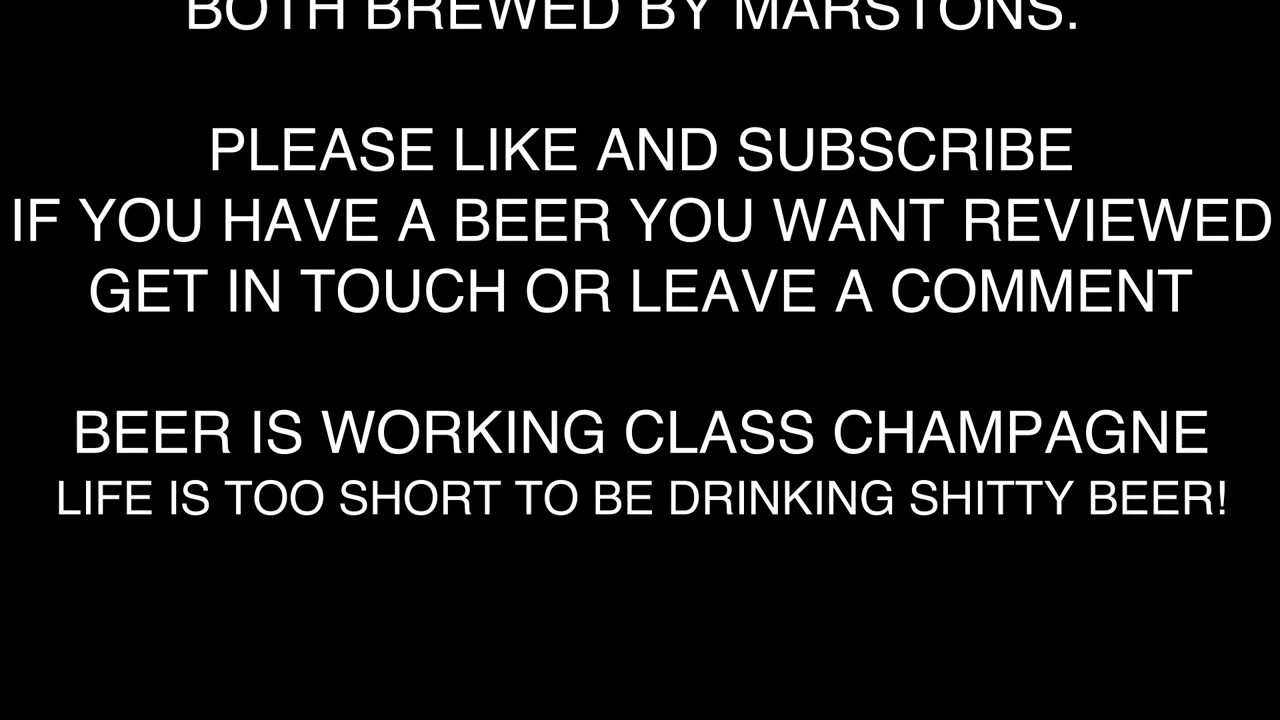 BOTH BREWED BY MARSTONS.
PLEASE LIKE AND SUBSCRIBE
IF YOU HAVE A BEER YOU WANT REVIEWED
GET IN TOUCH OR LEAVE A COMMENT
BEER IS WORKING CLASS CHAMPAGNE
LIFE IS TOO SHORT TO BE DRINKING SHITTY BEER!